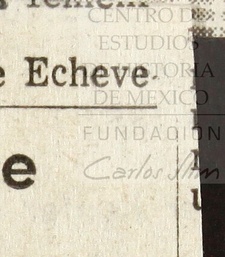 e Echeve-
e
CENTRO D
ESTUDIOS
DE HISTORIA
DE MEXICO
FUNDACION
Carlos Slim